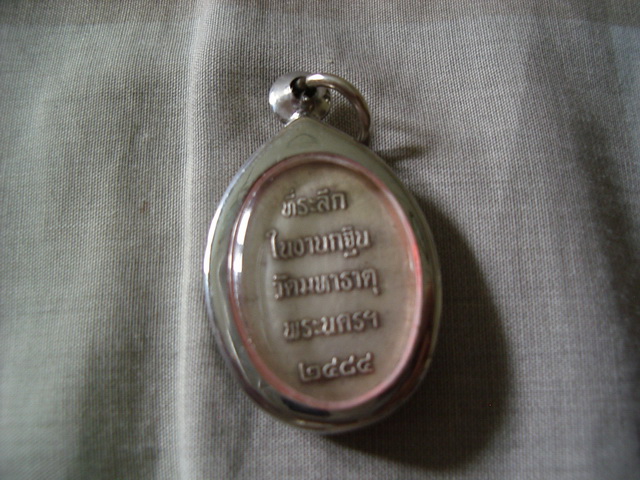 ที่ระลึก
ในงานกฐิน
วัดมหาธาตุ
พระนครฯ
๒๔๘๔